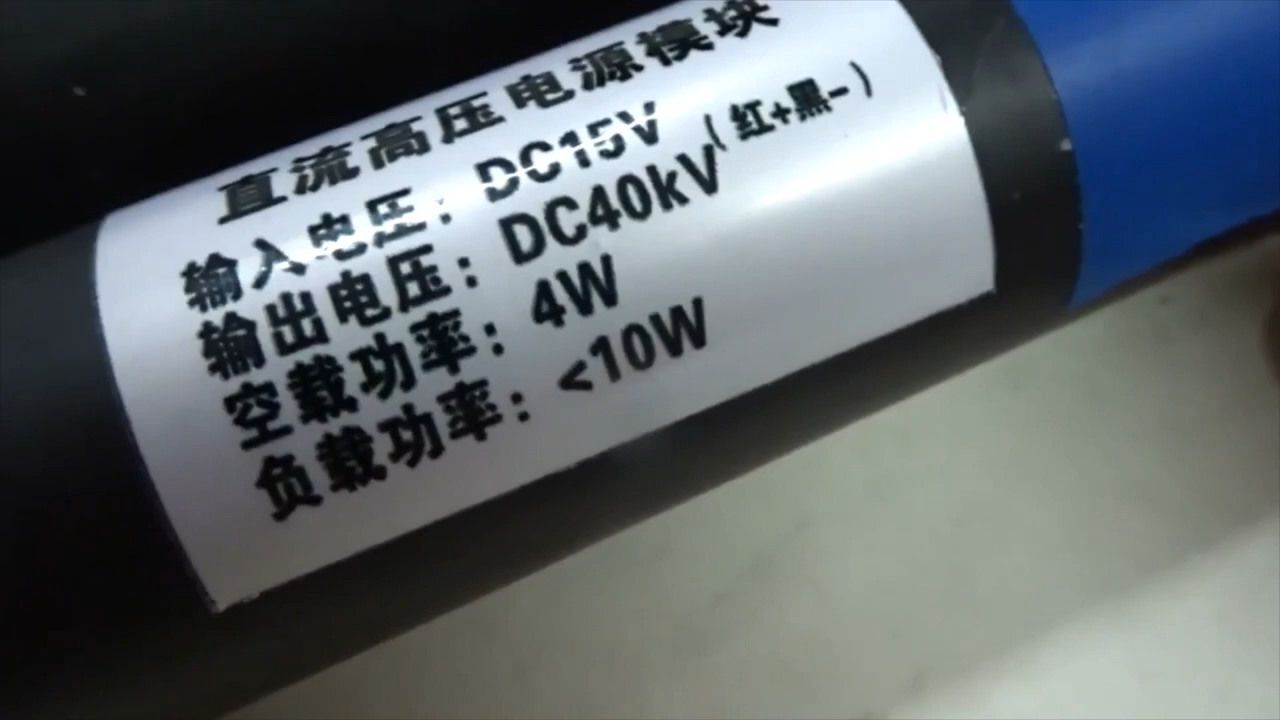 直流高压电源模块
输入电压：DC15V（红+黑-）
输出电压：DC40kV
空载功率：4W
负载功率：<10W